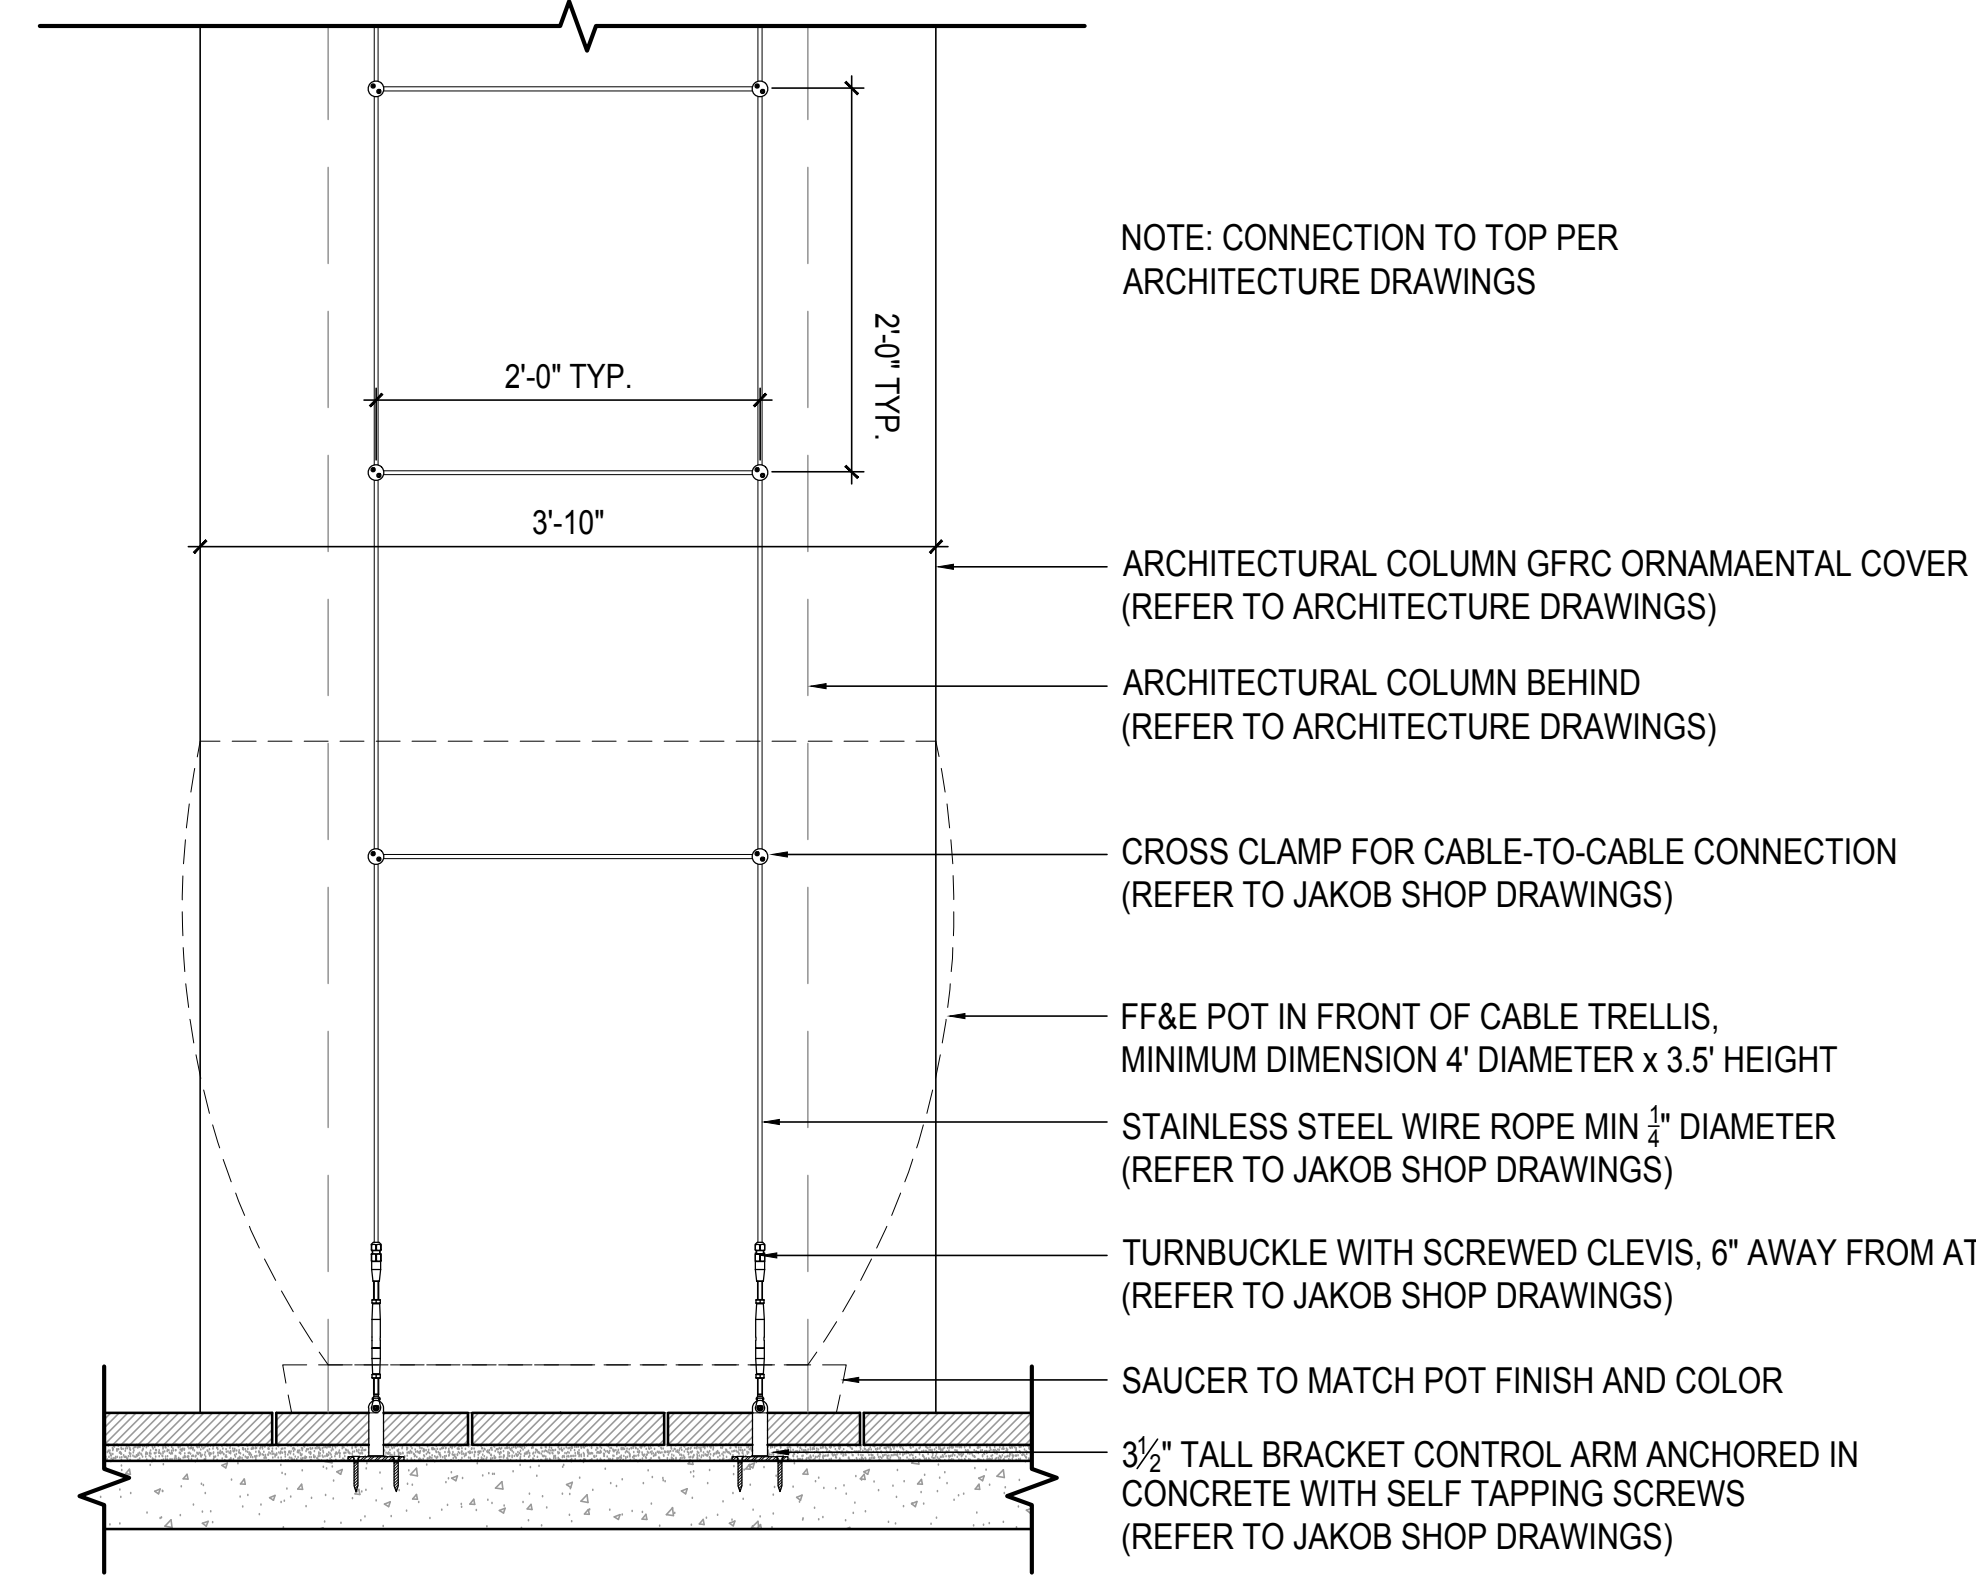 NOTE: CONNECTION TO TOP PER
ARCHITECTURE DRAWINGS
2'-0" TYP.
2'-0" TYP.
3'-10"
ARCHITECTURAL COLUMN GFRC ORNAMAENTAL COVER
(REFER TO ARCHITECTURE DRAWINGS)
ARCHITECTURAL COLUMN BEHIND
(REFER TO ARCHITECTURE DRAWINGS)
CROSS CLAMP FOR CABLE-TO-CABLE CONNECTION
(REFER TO JAKOB SHOP DRAWINGS)
FF&E POT IN FRONT OF CABLE TRELLIS,
MINIMUM DIMENSION 4' DIAMETER x 3.5' HEIGHT
STAINLESS STEEL WIRE ROPE MIN 1/4" DIAMETER
(REFER TO JAKOB SHOP DRAWINGS)
TURNBUCKLE WITH SCREWED CLEVIS, 6" AWAY FROM AT
(REFER TO JAKOB SHOP DRAWINGS)
SAUCER TO MATCH POT FINISH AND COLOR
3 1/2" TALL BRACKET CONTROL ARM ANCHORED IN
CONCRETE WITH SELF TAPPING SCREWS
(REFER TO JAKOB SHOP DRAWINGS)